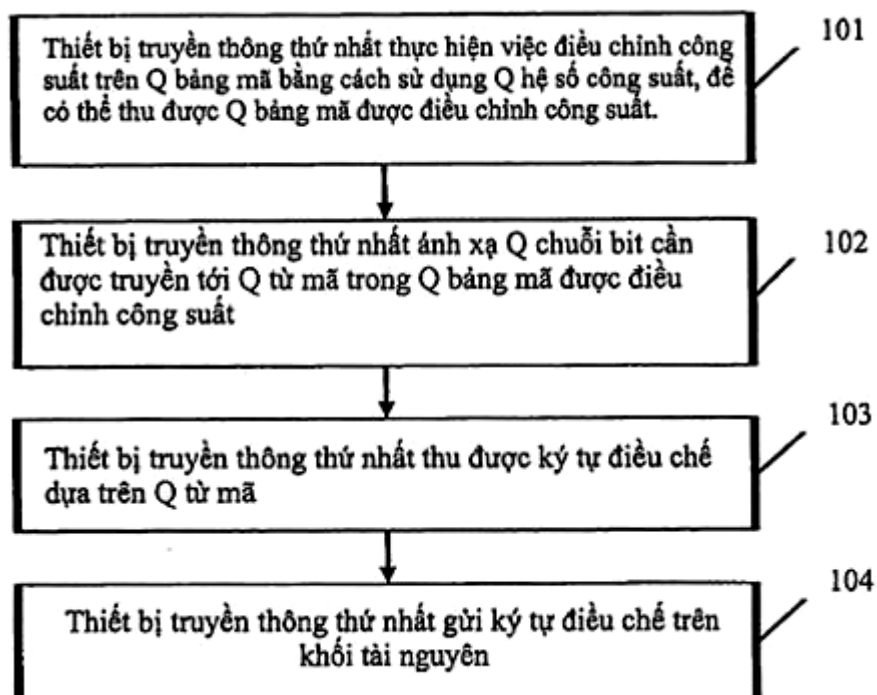 Thiết bị truyền thông thứ nhất thực hiện việc điều chỉnh công
suất trên Q bảng mã bằng cách sử dụng Q hệ số công suất, để
có thể thu được Q bảng mã được điều chỉnh công suất.
101
Thiết bị truyền thông thứ nhất ánh xạ Q chuỗi bit cần
được truyền tới Q từ mã trong Q bảng mã được điều
chỉnh công suất
102
Thiết bị truyền thông thứ nhất thu được ký tự điều chế
dựa trên Q từ mã
103
Thiết bị truyền thông thứ nhất gửi ký tự điều chế trên
khối tài nguyên
104